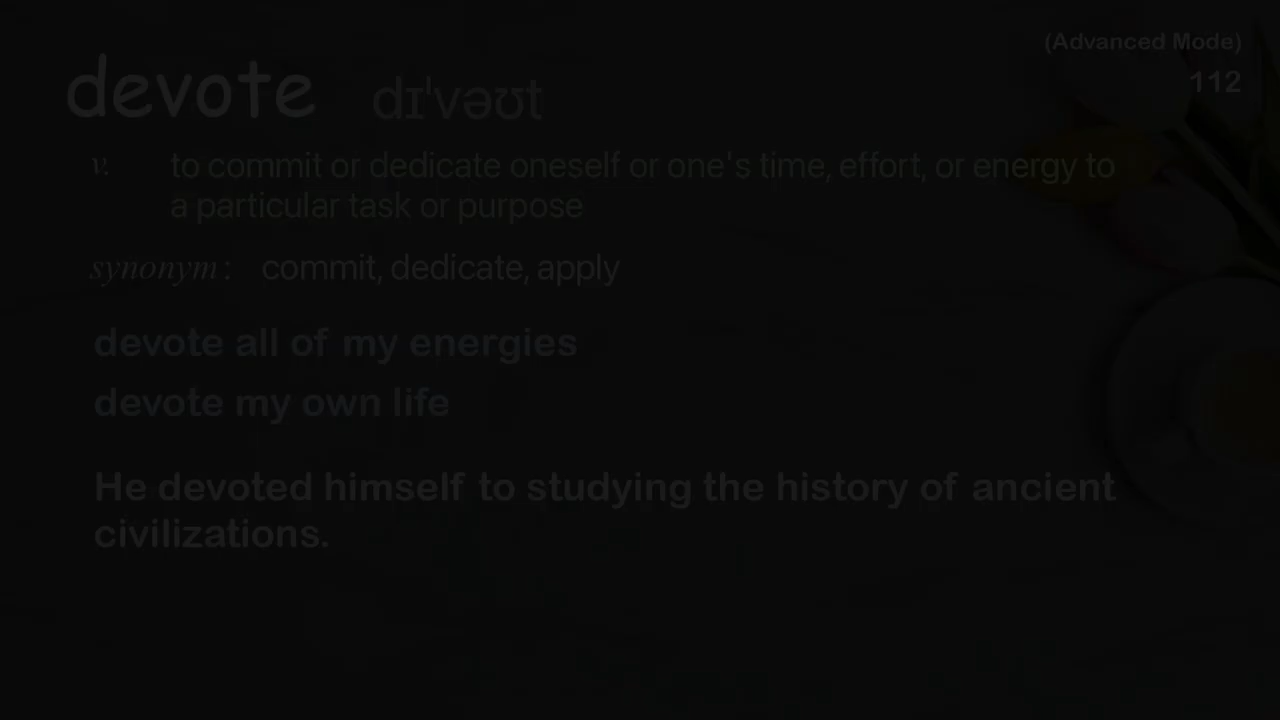 (Advanced Mode)
devote dɪˈvəʊt
112
v. to commit or dedicate oneself or one's time, effort, or energy to
a particular task or purpose
synonym: commit, dedicate, apply
devote all of my energies
devote my own life
He devoted himself to studying the history of ancient
civilizations.